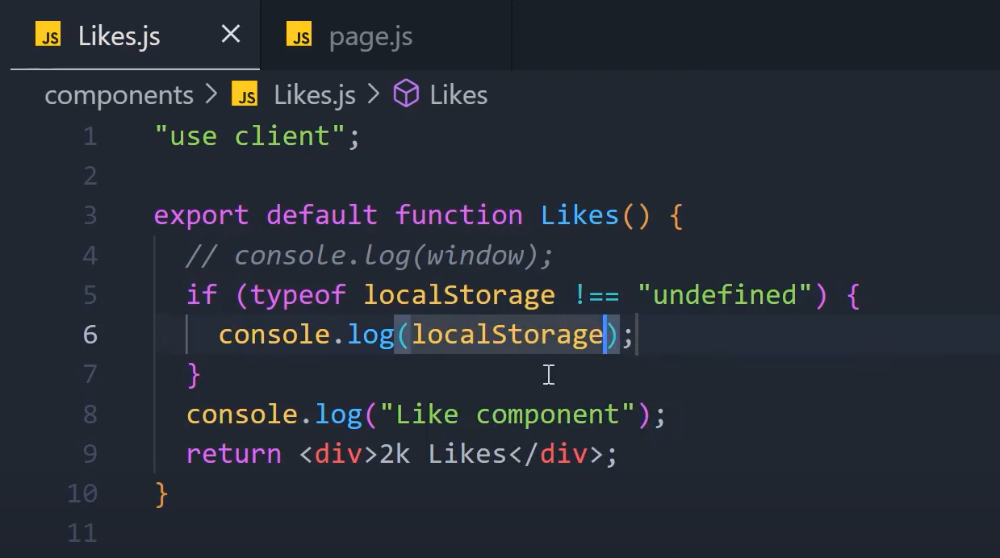 JS Likes.js × JS page.js
components > JS Likes.js > Likes
1 "use client";
2
3 export default function Likes() {
4 // console.log(window);
5 if (typeof localStorage !== "undefined") {
6 console.log(localStorage);
7 }
8 console.log("Like component");
9 return <div>2k Likes</div>;
10 }
11